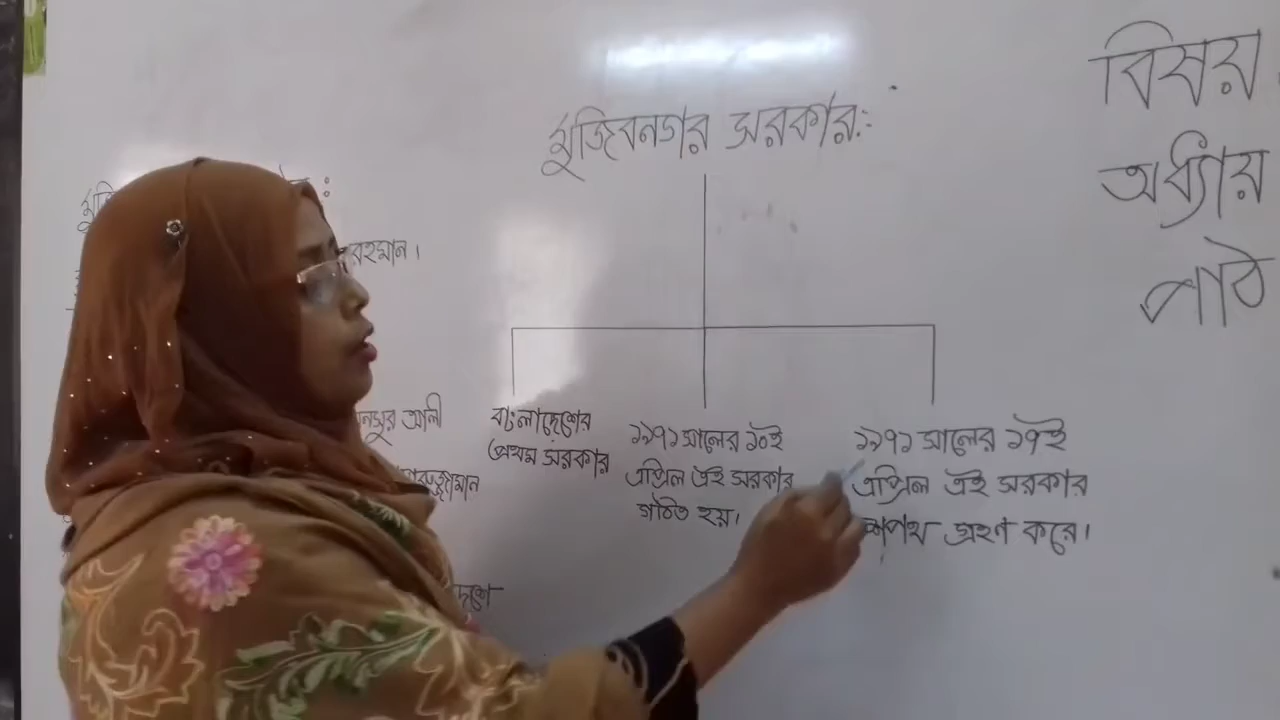 মুজিবনগর সরকার:-
রহমান।
মনসুর আলী
বাংলাদেশের
প্রথম সরকার
১৯৭১ সালের ১০ই
এপ্রিল এই সরকার
গঠিত হয়।
১৯৭১ সালের ১৭ই
এপ্রিল এই সরকার
শপথ গ্রহণ করে।
বিষয়
অধ্যায়
পাঠ